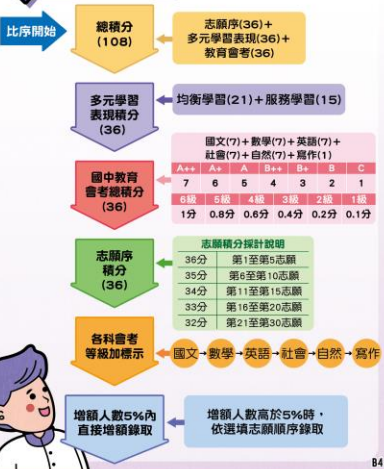 比序開始
總積分
(108)
志願序(36)+
多元學習表現(36)+
教育會考(36)
多元學習
表現積分
(36)
均衡學習(21)+服務學習(15)
國中教育
會考總積分
(36)
國文(7)+數學(7)+英語(7)+
社會(7)+自然(7)+寫作(1)
A++ A+ A B++ B+ B C
7 6 5 4 3 2 1
6級 5級 4級 3級 2級 1級
1分 0.8分 0.6分 0.4分 0.2分 0.1分
志願序
積分
(36)
志願積分採計說明
36分 第1至第5志願
35分 第6至第10志願
34分 第11至第15志願
33分 第16至第20志願
32分 第21至第30志願
各科會考
等級加標示
國文→數學→英語→社會→自然→寫作
增額人數5%內
直接增額錄取
增額人數高於5%時，
依選填志願順序錄取
B4